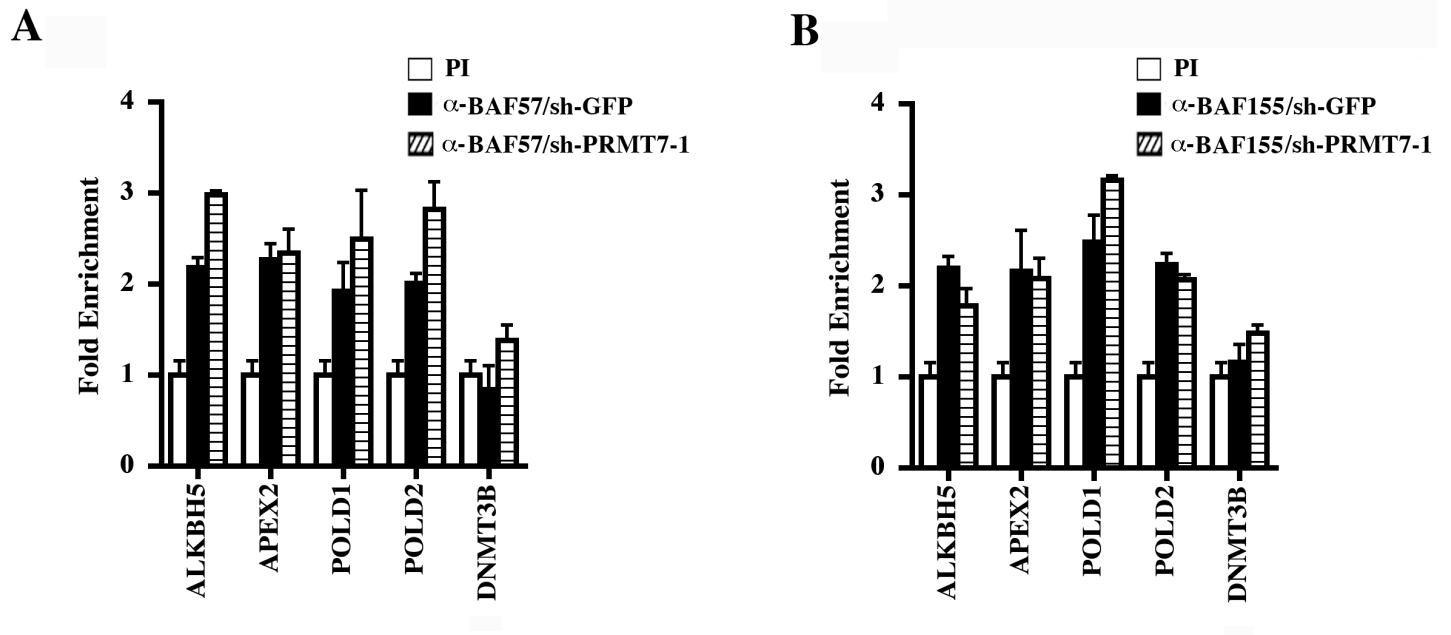 A
PI
α-BAF57/sh-GFP
α-BAF57/sh-PRMT7-1
Fold Enrichment
4
3
2
1
0
ALKBH5
APEX2
POLD1
POLD2
DNMT3B
B
PI
α-BAF155/sh-GFP
α-BAF155/sh-PRMT7-1
Fold Enrichment
4
3
2
1
0
ALKBH5
APEX2
POLD1
POLD2
DNMT3B